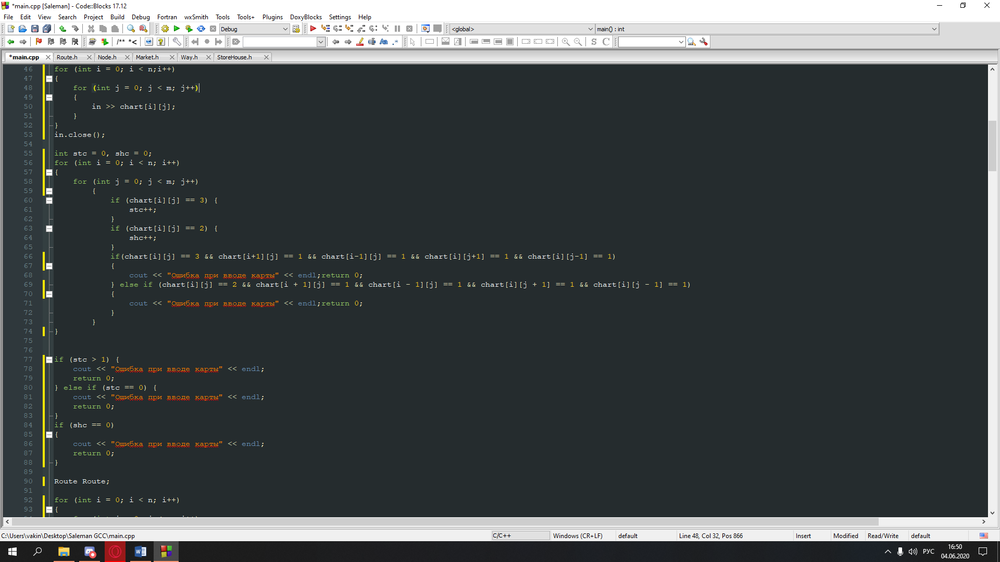 *main.cpp [Saleman] - Code::Blocks 17.12
File Edit View Search Project Build Debug Fortran wxSmith Tools Tools+ Plugins DoxyBlocks Settings Help
Debug <global> main() : int
/** *< Aa .* S C
*main.cpp Route.h Node.h Market.h Way.h StoreHouse.h
46 for (int i = 0; i < n;i++)
47 {
48 for (int j = 0; j < m; j++)
49 {
50 in >> chart[i][j];
51 }
52 }
53 in.close();
54
55 int stc = 0, shc = 0;
56 for (int i = 0; i < n; i++)
57 {
58 for (int j = 0; j < m; j++)
59 {
60 if (chart[i][j] == 3) {
61 stc++;
62 }
63 if (chart[i][j] == 2) {
64 shc++;
65 }
66 if(chart[i][j] == 3 && chart[i+1][j] == 1 && chart[i-1][j] == 1 && chart[i][j+1] == 1 && chart[i][j-1] == 1)
67 {
68 cout << "Ошибка при вводе карты" << endl;return 0;
69 } else if (chart[i][j] == 2 && chart[i + 1][j] == 1 && chart[i - 1][j] == 1 && chart[i][j + 1] == 1 && chart[i][j - 1] == 1)
70 {
71 cout << "Ошибка при вводе карты" << endl;return 0;
72 }
73 }
74 }
75
76
77 if (stc > 1) {
78 cout << "Ошибка при вводе карты" << endl;
79 return 0;
80 } else if (stc == 0) {
81 cout << "Ошибка при вводе карты" << endl;
82 return 0;
83 }
84 if (shc == 0)
85 {
86 cout << "Ошибка при вводе карты" << endl;
87 return 0;
88 }
89
90 Route Route;
91
92 for (int i = 0; i < n; i++)
93 {
C:\Users\vakin\Desktop\Saleman GCC\main.cpp C/C++ Windows (CR+LF) default Line 48, Col 32, Pos 866 Insert Modified Read/Write default
РУС 16:50
04.06.2020